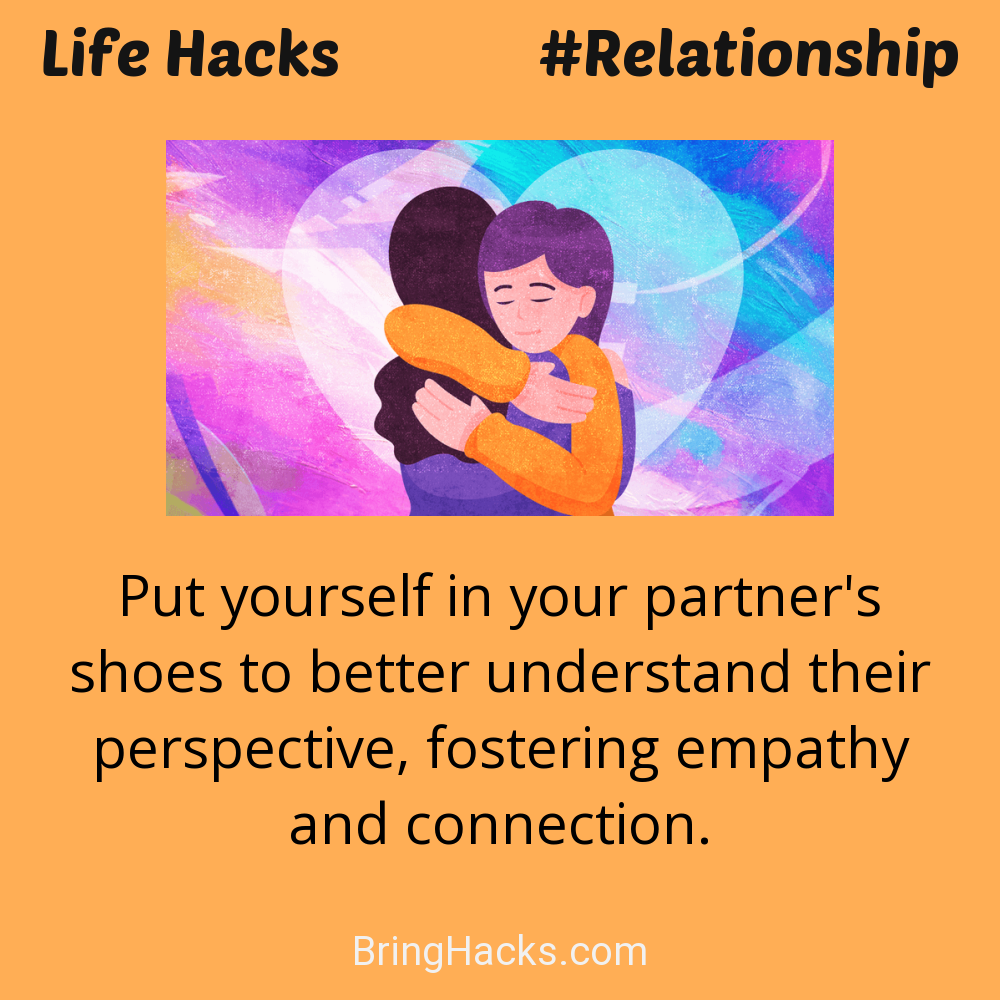 Life Hacks #Relationship
Put yourself in your partner's
shoes to better understand their
perspective, fostering empathy
and connection.
BringHacks.com